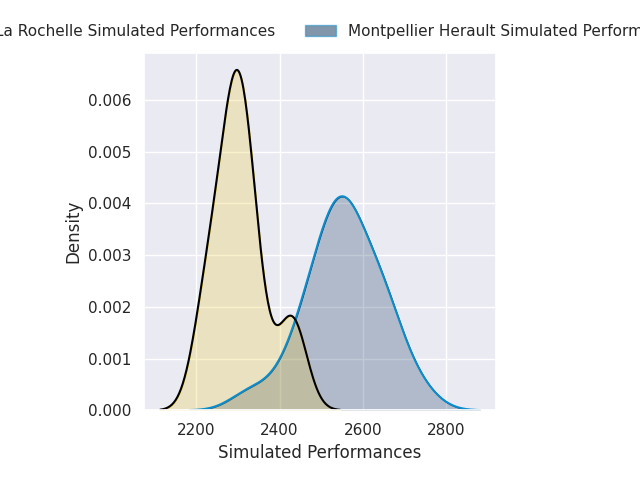 La Rochelle Simulated Performances
Montpellier Herault Simulated Perform
0.006
0.005
0.004
0.003
0.002
0.001
0.000
Density
2200 2400 2600 2800
Simulated Performances